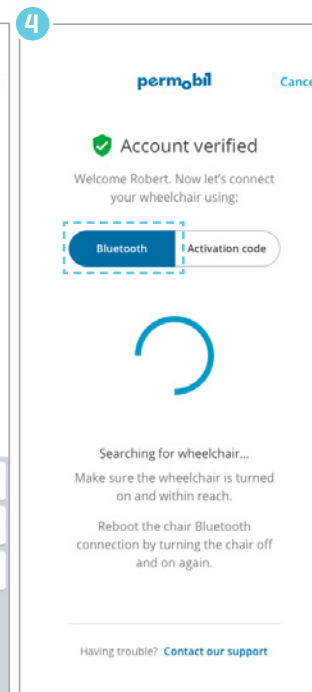 4
permobil
Cance
Account verified
Welcome Robert. Now let's connect
your wheelchair using:
Bluetooth
Activation code
Searching for wheelchair...
Make sure the wheelchair is turned
on and within reach.
Reboot the chair Bluetooth
connection by turning the chair off
and on again.
Having trouble? Contact our support